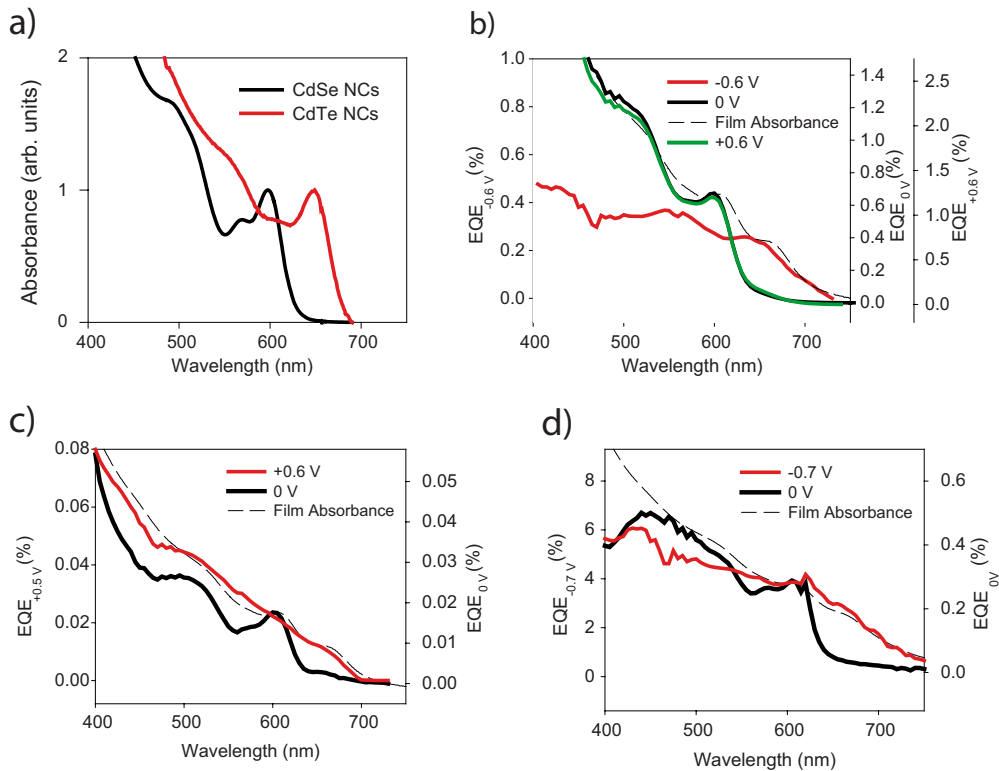 a)
Absorbance (arb. units)
2
1
0
CdSe NCs
CdTe NCs
400 500 600 700
Wavelength (nm)
b)
EQE-0.6 V (%)
1.0
0.8
0.6
0.4
0.2
0.0
-0.6 V
0 V
Film Absorbance
+0.6 V
1.4
1.2
1.0
0.8
0.6
0.4
0.2
0.0
EQE0 V (%)
2.5
2.0
1.5
1.0
0.5
0.0
EQE+0.6 V (%)
400 500 600 700
Wavelength (nm)
c)
EQE+0.5 V (%)
0.08
0.06
0.04
0.02
0.00
+0.6 V
0 V
Film Absorbance
0.05
0.04
0.03
0.02
0.01
0.00
EQE0 V (%)
400 500 600 700
Wavelength (nm)
d)
EQE-0.7 V (%)
8
6
4
2
0
-0.7 V
0 V
Film Absorbance
0.6
0.4
0.2
0.0
EQE0V (%)
400 500 600 700
Wavelength (nm)